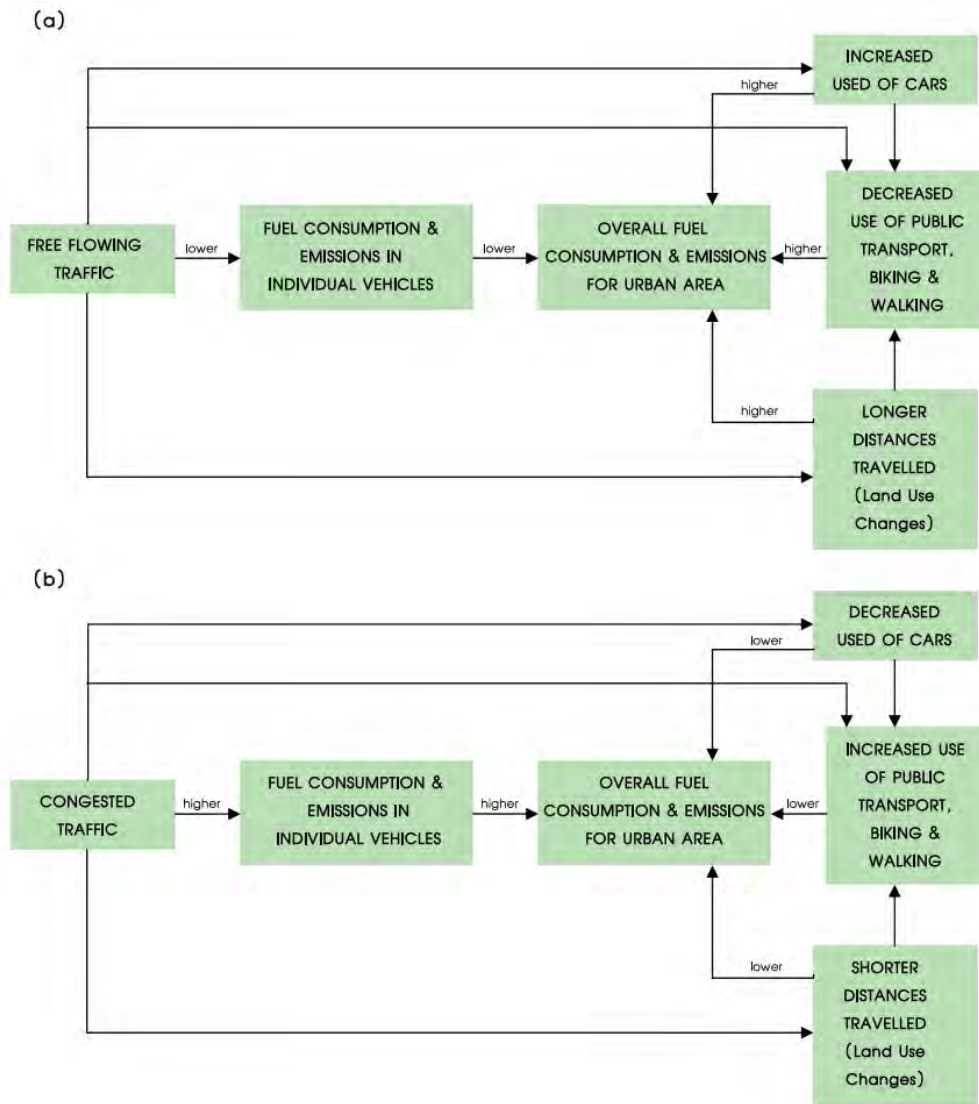 (a)
INCREASED
USED OF CARS
higher
DECREASED
USE OF PUBLIC
TRANSPORT,
BIKING &
WALKING
FREE FLOWING
TRAFFIC
lower
FUEL CONSUMPTION &
EMISSIONS IN
INDIVIDUAL VEHICLES
lower
OVERALL FUEL
CONSUMPTION & EMISSIONS
FOR URBAN AREA
higher
higher
LONGER
DISTANCES
TRAVELLED
(Land Use
Changes)
(b)
DECREASED
USED OF CARS
lower
INCREASED USE
OF PUBLIC
TRANSPORT,
BIKING &
WALKING
CONGESTED
TRAFFIC
higher
FUEL CONSUMPTION &
EMISSIONS IN
INDIVIDUAL VEHICLES
higher
OVERALL FUEL
CONSUMPTION & EMISSIONS
FOR URBAN AREA
lower
lower
SHORTER
DISTANCES
TRAVELLED
(Land Use
Changes)